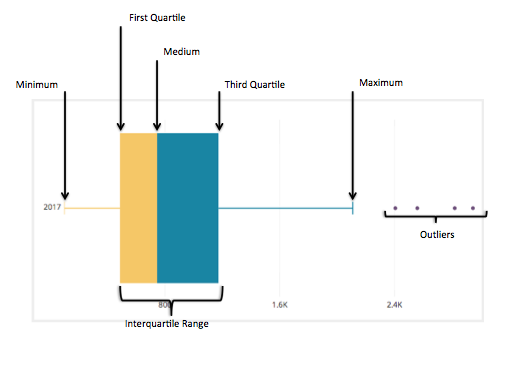 First Quartile
Medium
Minimum
Third Quartile
Maximum
2017
Outliers
1.6K
2.4K
Interquartile Range